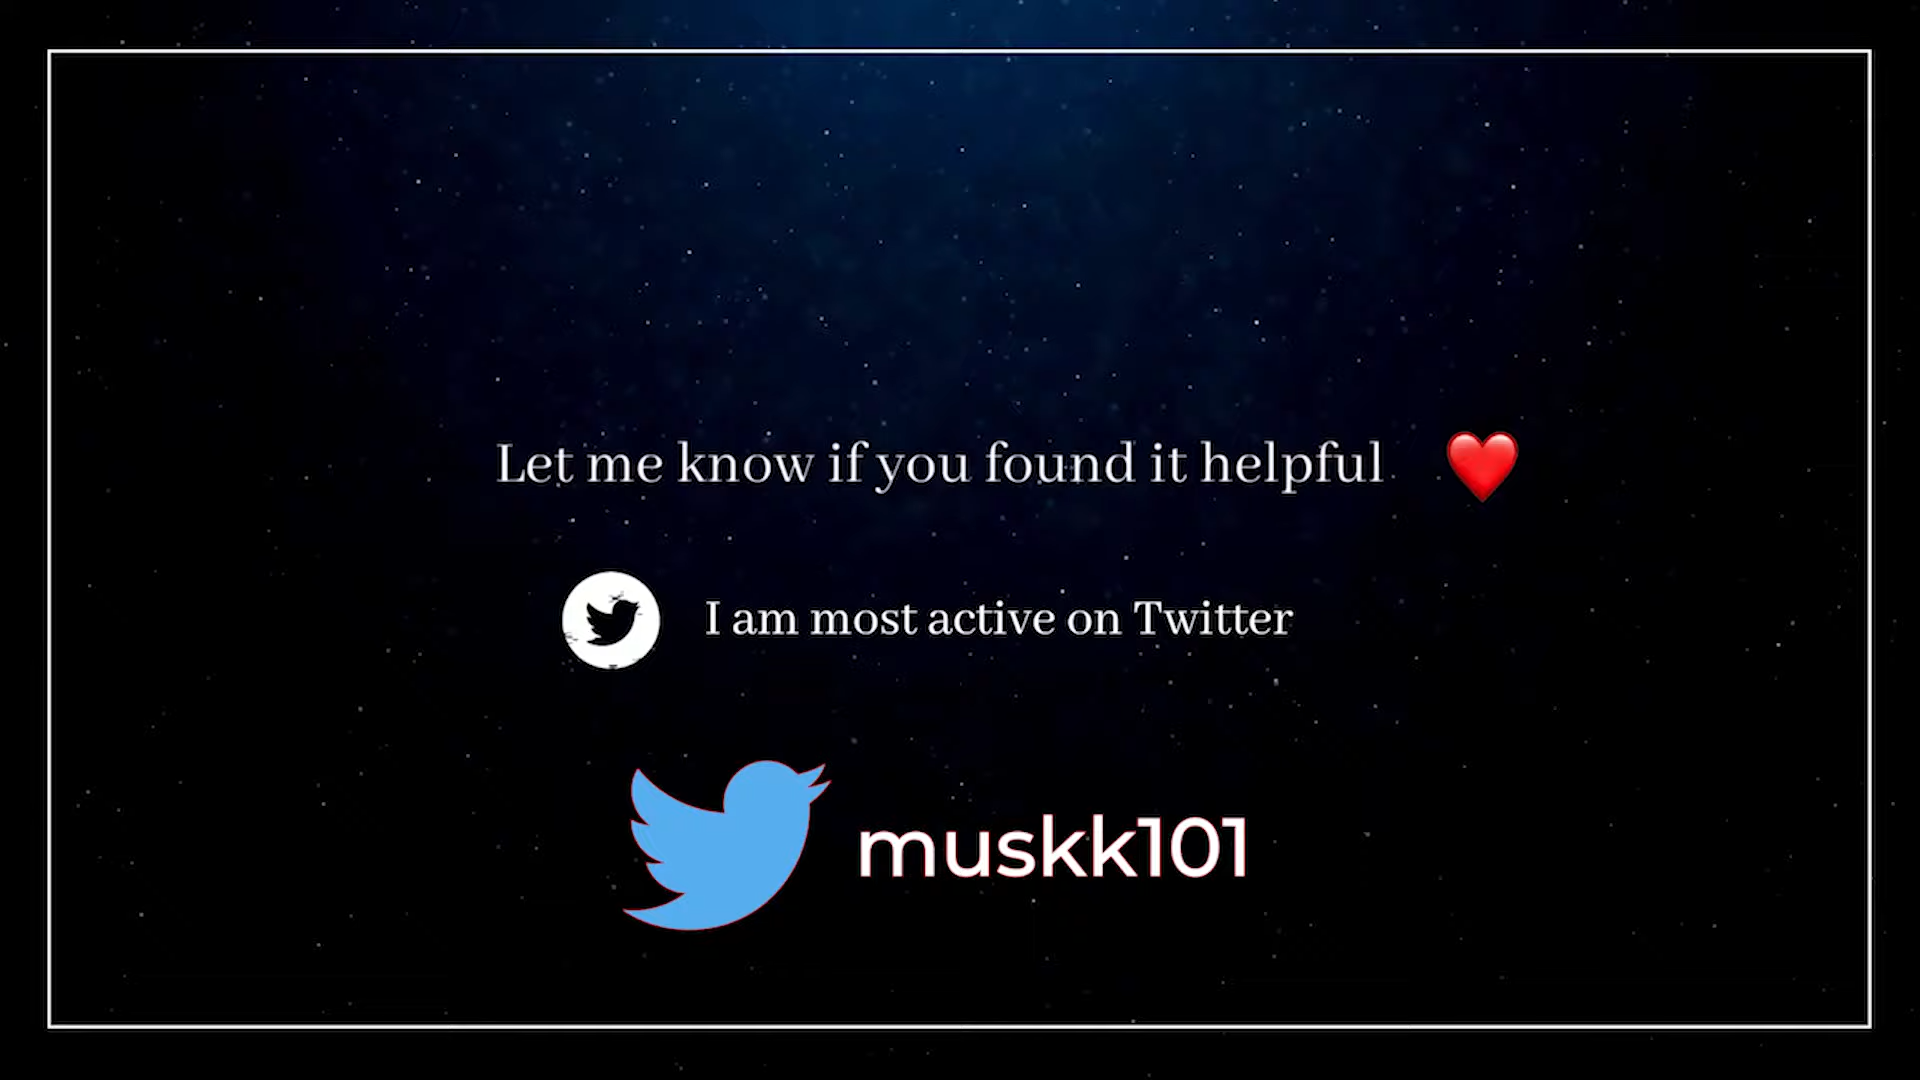 Let me know if you found it helpful
I am most active on Twitter
muskk101